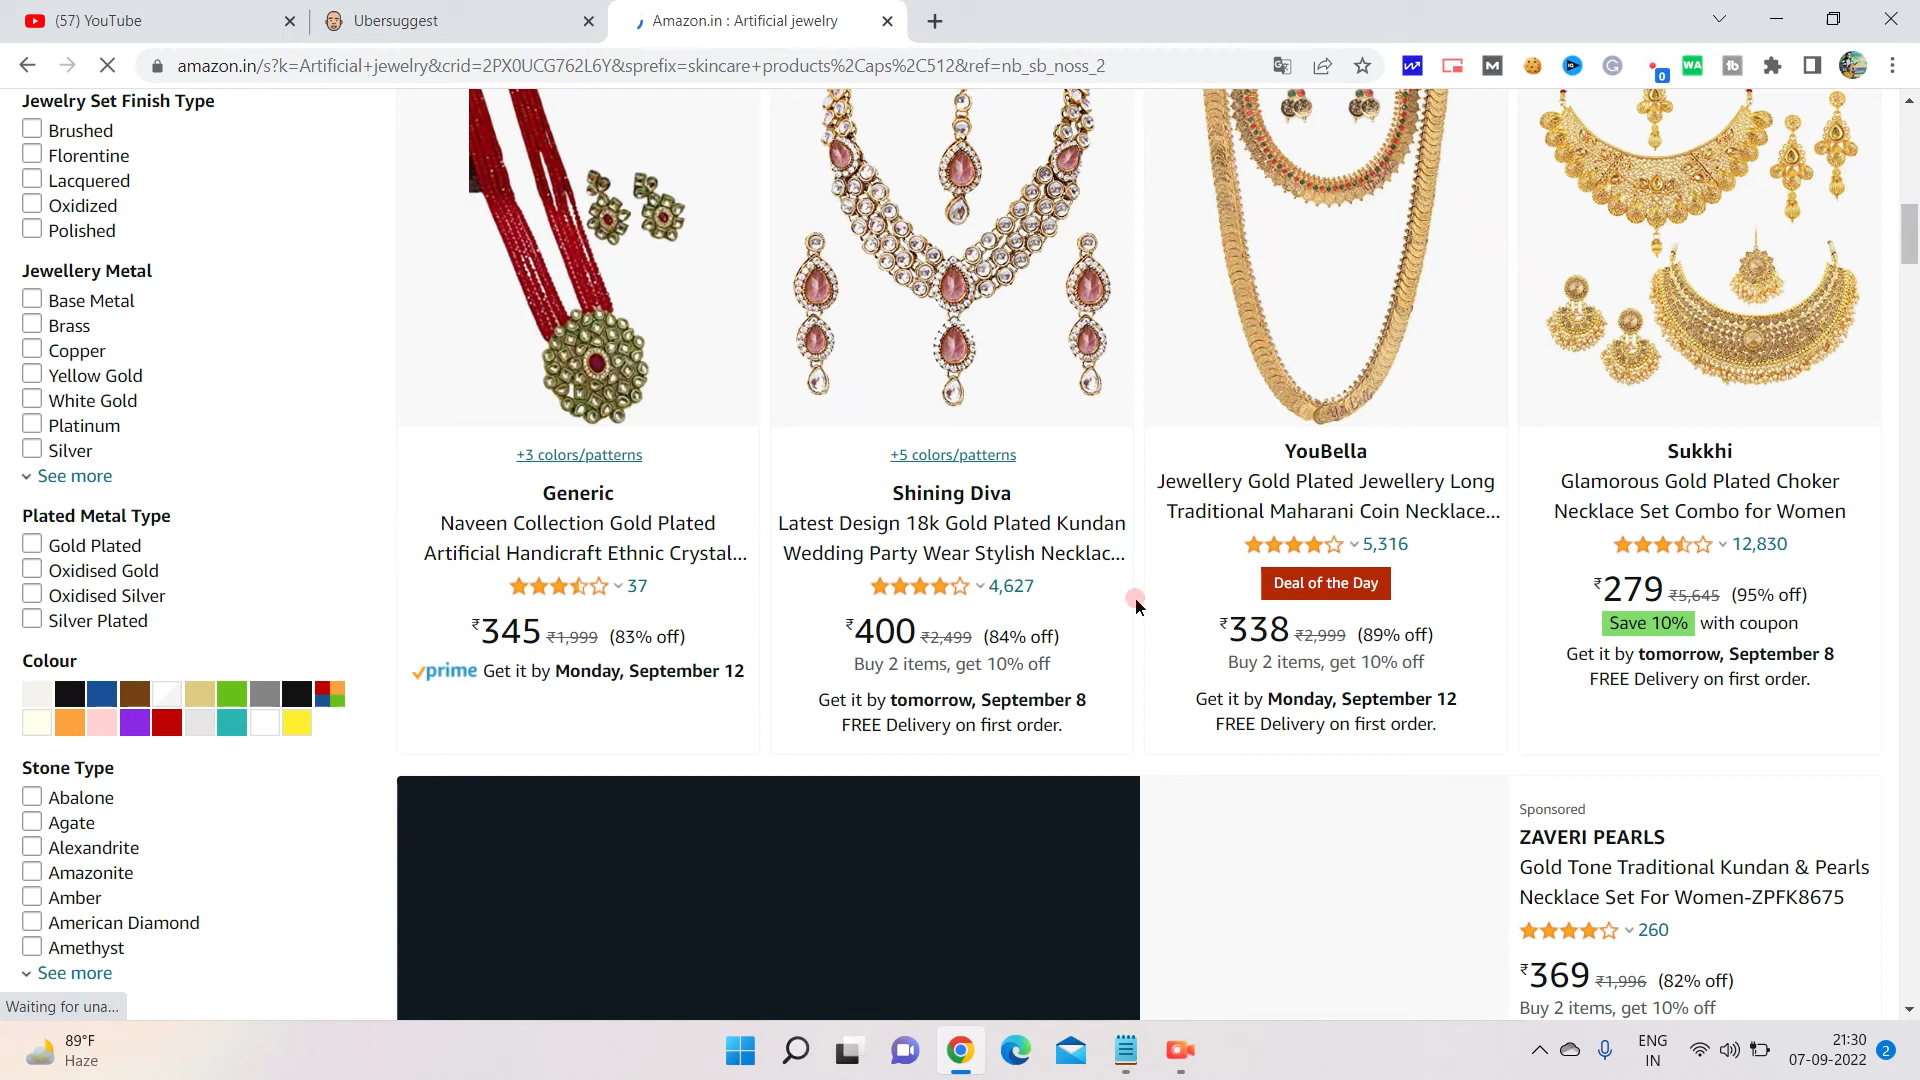 (57) YouTube
Ubersuggest
Amazon.in : Artificial jewelry
amazon.in/s?k=Artificial+jewelry&crid=2PX0UCG762L6Y&sprefix=skincare+products%2Caps%2C512&ref=nb_sb_noss_2
Jewelry Set Finish Type
Brushed
Florentine
Lacquered
Oxidized
Polished
Jewellery Metal
Base Metal
Brass
Copper
Yellow Gold
White Gold
Platinum
Silver
See more
Plated Metal Type
Gold Plated
Oxidised Gold
Oxidised Silver
Silver Plated
Colour
Stone Type
Abalone
Agate
Alexandrite
Amazonite
Amber
American Diamond
Amethyst
See more
+3 colors/patterns
Generic
Naveen Collection Gold Plated
Artificial Handicraft Ethnic Crystal...
37
₹345 ₹1,999 (83% off)
prime Get it by Monday, September 12
+5 colors/patterns
Shining Diva
Latest Design 18k Gold Plated Kundan
Wedding Party Wear Stylish Necklac...
4,627
₹400 ₹2,499 (84% off)
Buy 2 items, get 10% off
Get it by tomorrow, September 8
FREE Delivery on first order.
YouBella
YouBella
Jewellery Gold Plated Jewellery Long
Traditional Maharani Coin Necklace...
5,316
Deal of the Day
₹338 ₹2,999 (89% off)
Buy 2 items, get 10% off
Get it by Monday, September 12
FREE Delivery on first order.
Sukkhi
Glamorous Gold Plated Choker
Necklace Set Combo for Women
12,830
₹279 ₹5,645 (95% off)
Save 10% with coupon
Get it by tomorrow, September 8
FREE Delivery on first order.
Sponsored
ZAVERI PEARLS
Gold Tone Traditional Kundan & Pearls
Necklace Set For Women-ZPFK8675
260
₹369 ₹1,996 (82% off)
Buy 2 items, get 10% off
Waiting for una...
89°F
Haze
ENG
IN
21:30
07-09-2022
2